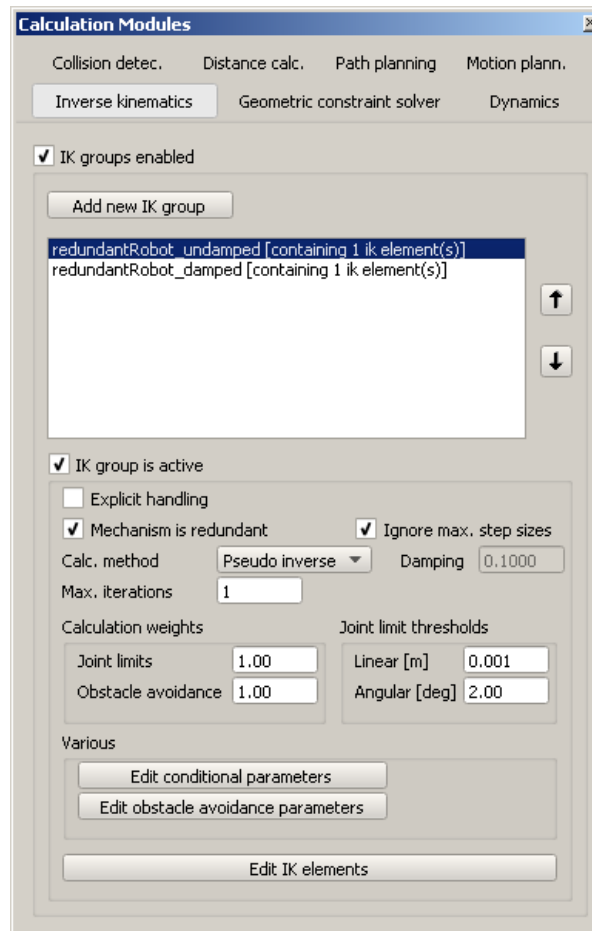 Calculation Modules
Collision detec. Distance calc. Path planning Motion plann.
Inverse kinematics Geometric constraint solver Dynamics
IK groups enabled
Add new IK group
redundantRobot_undamped [containing 1 ik element(s)]
redundantRobot_damped [containing 1 ik element(s)]
IK group is active
Explicit handling
Mechanism is redundant Ignore max. step sizes
Calc. method Pseudo inverse Damping 0.1000
Max. iterations 1
Calculation weights Joint limit thresholds
Joint limits 1.00 Linear [m] 0.001
Obstacle avoidance 1.00 Angular [deg] 2.00
Various
Edit conditional parameters
Edit obstacle avoidance parameters
Edit IK elements